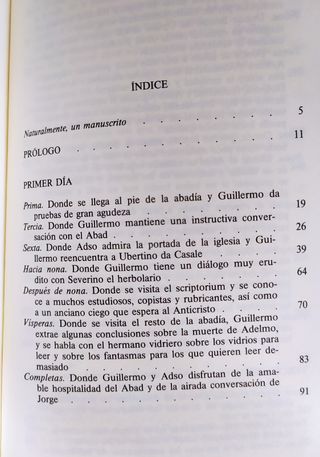 ÍNDICE
Naturalmente, un manuscrito . . . . . . . . 5
PRÓLOGO . . . . . . . . . . 11
PRIMER DÍA
Prima. Donde se llega al pie de la abadía y Guillermo da
pruebas de gran agudeza . . . . . . . 19
Tercia. Donde Guillermo mantiene una instructiva conver-
sación con el Abad . . . . . . . . 26
Sexta. Donde Adso admira la portada de la iglesia y Gui-
llermo reencuentra a Ubertino da Casale . . . . 39
Hacia nona. Donde Guillermo tiene un diálogo muy eru-
dito con Severino el herbolario . . . . . . 64
Después de nona. Donde se visita el scriptorium y se cono-
ce a muchos estudiosos, copistas y rubricantes, así como
a un anciano ciego que espera al Anticristo . . . . 70
Vísperas. Donde se visita el resto de la abadía, Guillermo
extrae algunas conclusiones sobre la muerte de Adelmo,
y se habla con el hermano vidriero sobre los vidrios para
leer y sobre los fantasmas para los que quieren leer de-
masiado . . . . . . . . . . 83
Completas. Donde Guillermo y Adso disfrutan de la ama-
ble hospitalidad del Abad y de la airada conversación de
Jorge . . . . . . . . . . . 91